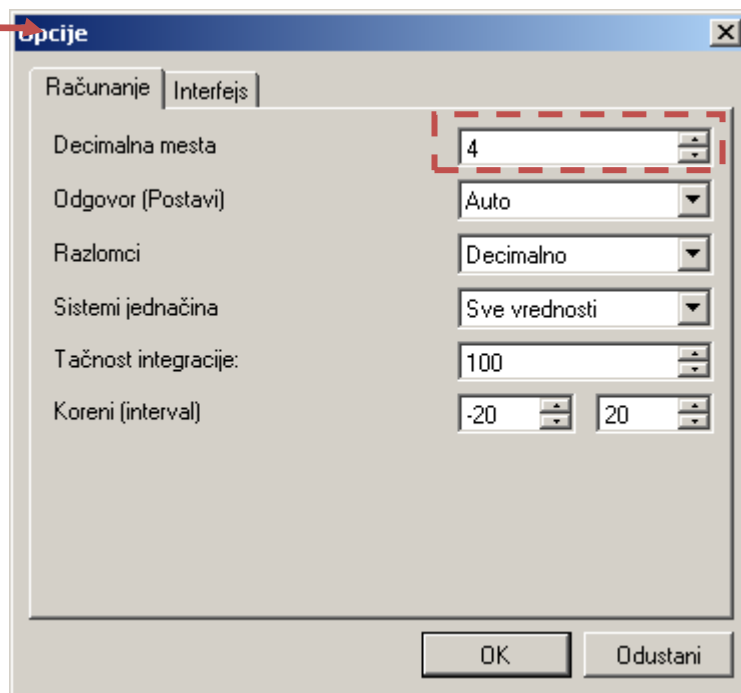 Opcije
Računanje Interfejs
Decimalna mesta 4
Odgovor (Postavi) Auto
Razlomci Decimalno
Sistemi jednačina Sve vrednosti
Tačnost integracije: 100
Koreni (interval) -20 20
OK Odustani